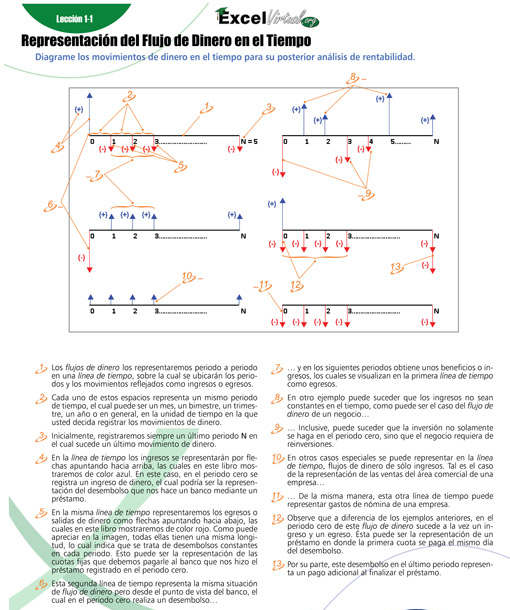 Lección 1-1
ExcelVirtual.org
Representación del Flujo de Dinero en el Tiempo
Diagrame los movimientos de dinero en el tiempo para su posterior análisis de rentabilidad.
2 1 3 8
(+) (+) (+) (+)
0 1 2 3 N = 5 0 1 2 3 4 5 N
(-) (-) (-) (-) (-) (-) (-)
4 5 7 9
6
(+) (+) (+) (+) (+)
0 1 2 3 N 0 1 2 3 N
(-) (-) (-) (-) (-) (-)
10 11 12 13 (-)
0 1 2 3 N 0 1 2 3 N
(-) (-) (-) (-) (-)
1 Los flujos de dinero los representaremos periodo a periodo
en una línea de tiempo, sobre la cual se ubicarán los perio-
dos y los movimientos reflejados como ingresos o egresos.
2 Cada uno de estos espacios representa un mismo periodo
de tiempo, el cual puede ser un mes, un bimestre, un trimes-
tre, un año o en general, en la unidad de tiempo en la que
usted decida registrar los movimientos de dinero.
3 Inicialmente, registraremos siempre un último periodo N en
el cual sucede un último movimiento de dinero.
4 En la línea de tiempo los ingresos se representarán por fle-
chas apuntando hacia arriba, las cuales en este libro mos-
traremos de color azul. En este caso, en el periodo cero se
registra un ingreso de dinero, el cual podría ser la represen-
tación del desembolso que nos hace un banco mediante un
préstamo.
5 En la misma línea de tiempo representaremos los egresos o
salidas de dinero como flechas apuntando hacia abajo, las
cuales en este libro mostraremos de color rojo. Como puede
apreciar en la imagen, todas ellas tienen una misma longi-
tud, lo cual indica que se trata de desembolsos constantes
en cada periodo. Esto puede ser la representación de las
cuotas fijas que debemos pagarle al banco que nos hizo el
préstamo registrado en el periodo cero.
6 Esta segunda línea de tiempo representa la misma situación
de flujo de dinero pero desde el punto de vista del banco, el
cual en el periodo cero realiza un desembolso...
7 ... y en los siguientes periodos obtiene unos beneficios o in-
gresos, los cuales se visualizan en la primera línea de tiempo
como egresos.
8 En otro ejemplo puede suceder que los ingresos no sean
constantes en el tiempo, como puede ser el caso del flujo de
dinero de un negocio...
9 ... Inclusive, puede suceder que la inversión no solamente
se haga en el periodo cero, sino que el negocio requiera de
reinversiones.
10 En otros casos especiales se puede representar en la línea
de tiempo, flujos de dinero de sólo ingresos. Tal es el caso
de la representación de las ventas del área comercial de una
empresa...
11 ... De la misma manera, esta otra línea de tiempo puede
representar gastos de nómina de una empresa.
12 Observe que a diferencia de los ejemplos anteriores, en el
periodo cero de este flujo de dinero sucede a la vez un in-
greso y un egreso. Esta puede ser la representación de un
préstamo en donde la primera cuota se paga el mismo día
del desembolso.
13 Por su parte, este desembolso en el último periodo represen-
ta un pago adicional al finalizar el préstamo.